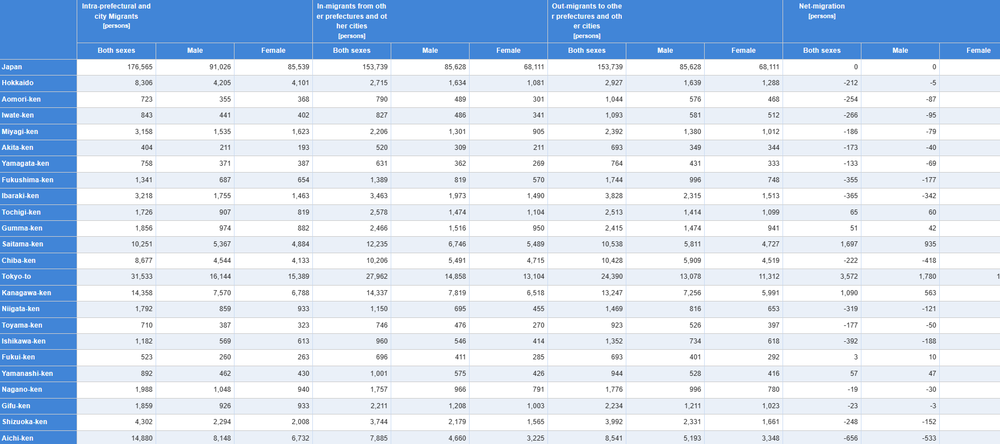 Intra-prefectural and In-migrants from oth Out-migrants to othe Net-migration
city Migrants er prefectures and ot r prefectures and oth [persons]
[persons] her cities er cities
[persons] [persons]
Both sexes Male Female Both sexes Male Female Both sexes Male Female Both sexes Male Female
Japan 176,565 91,026 85,539 153,739 85,628 68,111 153,739 85,628 68,111 0 0
Hokkaido 8,306 4,205 4,101 2,715 1,634 1,081 2,927 1,639 1,288 -212 -5
Aomori-ken 723 355 368 790 489 301 1,044 576 468 -254 -87
Iwate-ken 843 441 402 827 486 341 1,093 581 512 -266 -95
Miyagi-ken 3,158 1,535 1,623 2,206 1,301 905 2,392 1,380 1,012 -186 -79
Akita-ken 404 211 193 520 309 211 693 349 344 -173 -40
Yamagata-ken 758 371 387 631 362 269 764 431 333 -133 -69
Fukushima-ken 1,341 687 654 1,389 819 570 1,744 996 748 -355 -177
Ibaraki-ken 3,218 1,755 1,463 3,463 1,973 1,490 3,828 2,315 1,513 -365 -342
Tochigi-ken 1,726 907 819 2,578 1,474 1,104 2,513 1,414 1,099 65 60
Gumma-ken 1,856 974 882 2,466 1,516 950 2,415 1,474 941 51 42
Saitama-ken 10,251 5,367 4,884 12,235 6,746 5,489 10,538 5,811 4,727 1,697 935
Chiba-ken 8,677 4,544 4,133 10,206 5,491 4,715 10,428 5,909 4,519 -222 -418
Tokyo-to 31,533 16,144 15,389 27,962 14,858 13,104 24,390 13,078 11,312 3,572 1,780 1
Kanagawa-ken 14,358 7,570 6,788 14,337 7,819 6,518 13,247 7,256 5,991 1,090 563
Niigata-ken 1,792 859 933 1,150 695 455 1,469 816 653 -319 -121
Toyama-ken 710 387 323 746 476 270 923 526 397 -177 -50
Ishikawa-ken 1,182 569 613 960 546 414 1,352 734 618 -392 -188
Fukui-ken 523 260 263 696 411 285 693 401 292 3 10
Yamanashi-ken 892 462 430 1,001 575 426 944 528 416 57 47
Nagano-ken 1,988 1,048 940 1,757 966 791 1,776 996 780 -19 -30
Gifu-ken 1,859 926 933 2,211 1,208 1,003 2,234 1,211 1,023 -23 -3
Shizuoka-ken 4,302 2,294 2,008 3,744 2,179 1,565 3,992 2,331 1,661 -248 -152
Aichi-ken 14,880 8,148 6,732 7,885 4,660 3,225 8,541 5,193 3,348 -656 -533